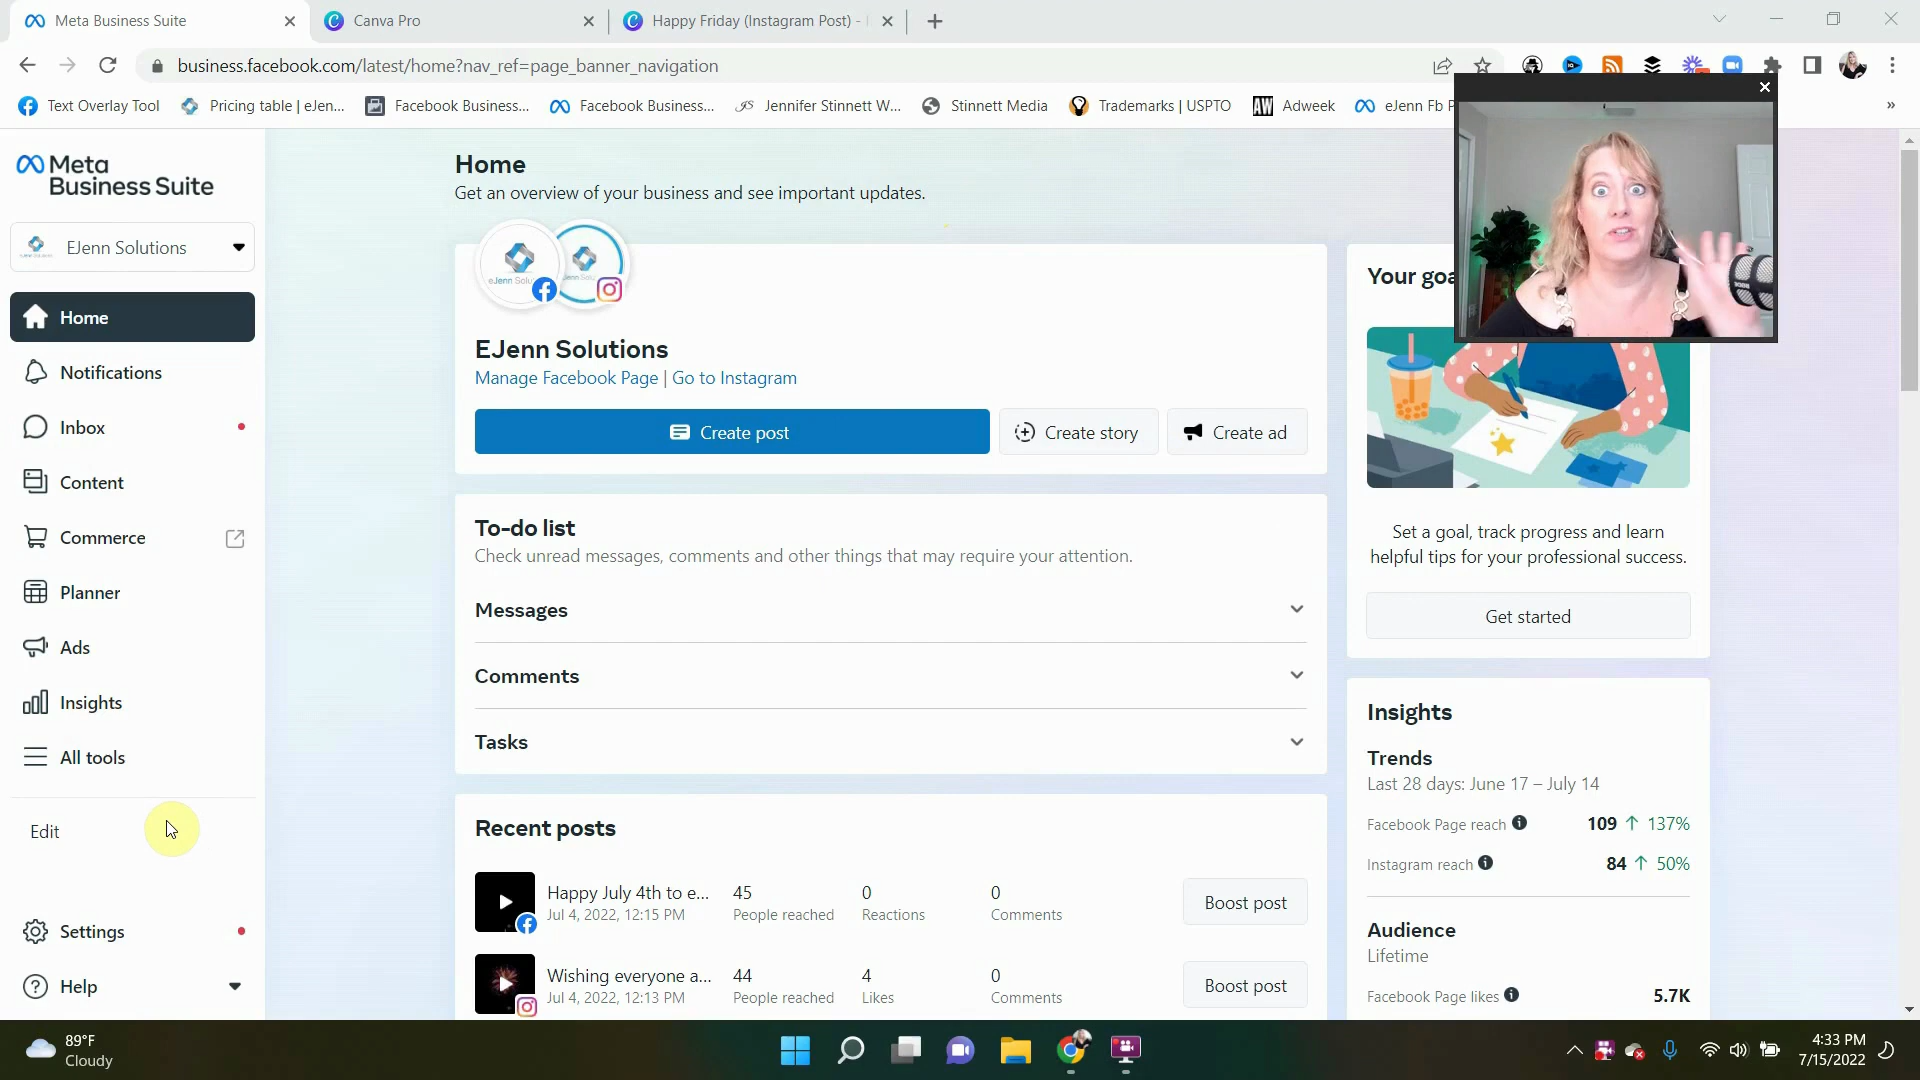 Meta Business Suite
Canva Pro
Happy Friday (Instagram Post) -
business.facebook.com/latest/home?nav_ref=page_banner_navigation
Text Overlay Tool
Pricing table | eJen...
Facebook Business...
Facebook Business...
Jennifer Stinnett W...
Stinnett Media
Trademarks | USPTO
AW Adweek
eJenn Fb P
»
Meta
Business Suite
EJenn Solutions
Home
Notifications
Inbox
Content
Commerce
Planner
Ads
Insights
All tools
Edit
Settings
Help
Home
Get an overview of your business and see important updates.
EJenn Solutions
Manage Facebook Page | Go to Instagram
Create post
Create story
Create ad
To-do list
Check unread messages, comments and other things that may require your attention.
Messages
Comments
Tasks
Recent posts
Happy July 4th to e... 45 0 0
Jul 4, 2022, 12:15 PM People reached Reactions Comments
Boost post
Wishing everyone a... 44 4 0
Jul 4, 2022, 12:13 PM People reached Likes Comments
Boost post
Your goa
Set a goal, track progress and learn
helpful tips for your professional success.
Get started
Insights
Trends
Last 28 days: June 17 – July 14
Facebook Page reach 109 ↑ 137%
Instagram reach 84 ↑ 50%
Audience
Lifetime
Facebook Page likes 5.7K
89°F
Cloudy
4:33 PM
7/15/2022